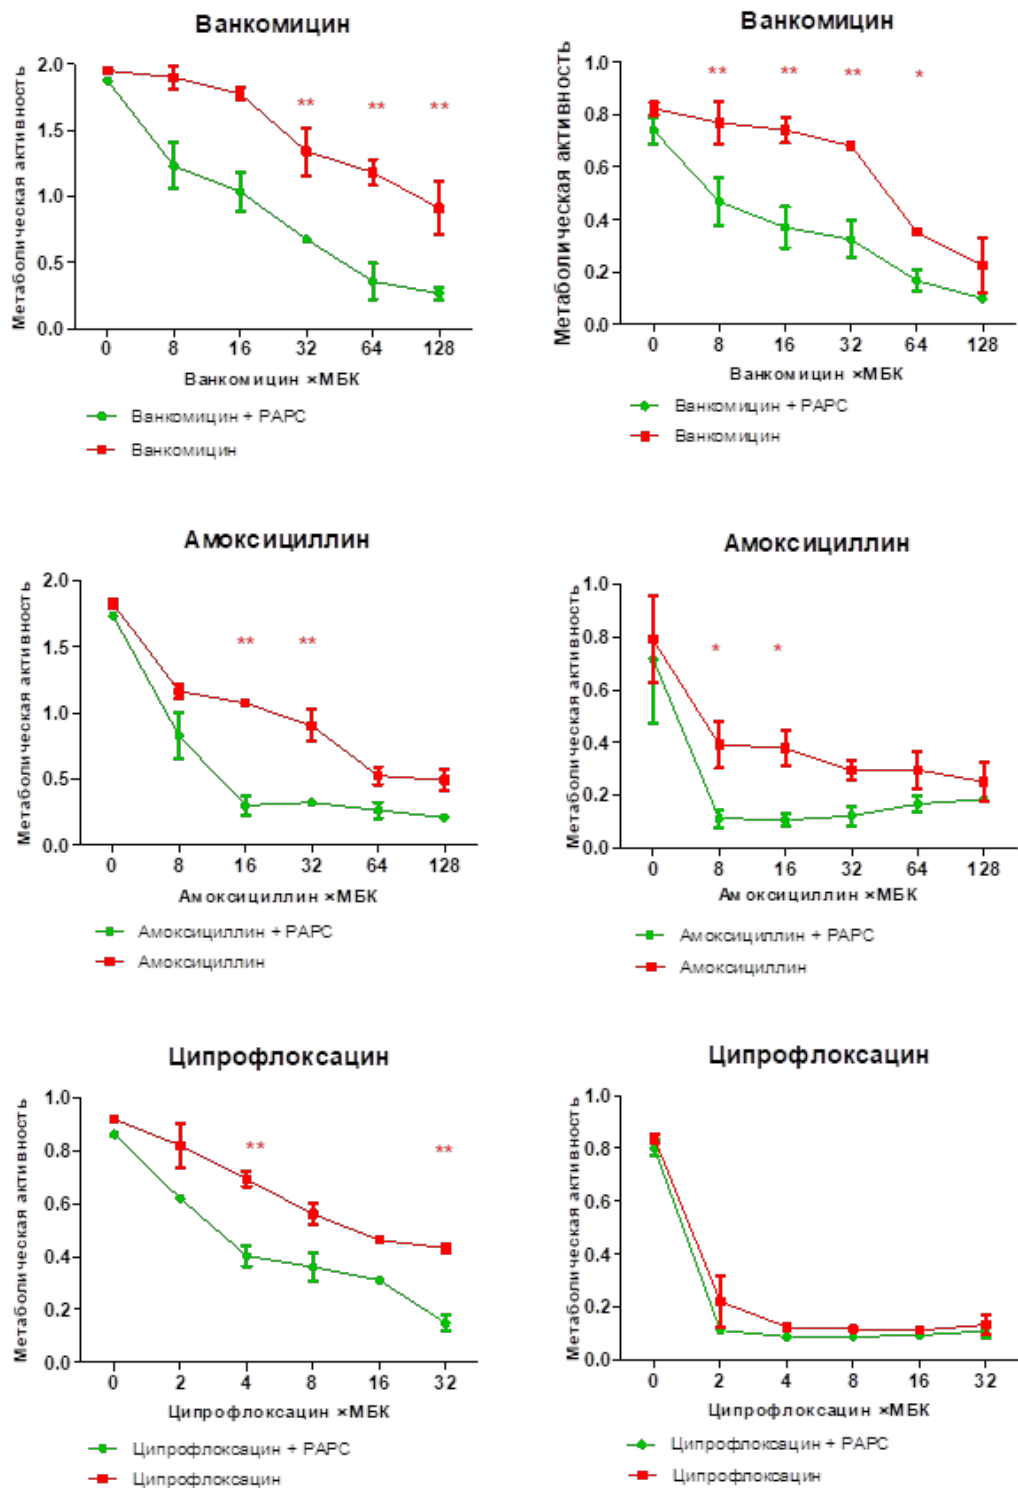 Ванкомицин
Метаболическая активность
2.0
1.5
1.0
0.5
0.0
** ** **
0 8 16 32 64 128
Ванкомицин ×МБК
Ванкомицин + РАРС
Ванкомицин
Ванкомицин
Метаболическая активность
1.0
0.8
0.6
0.4
0.2
0.0
** ** ** *
0 8 16 32 64 128
Ванкомицин ×МБК
Ванкомицин + РАРС
Ванкомицин
Амоксициллин
Метаболическая активность
2.0
1.5
1.0
0.5
0.0
** **
0 8 16 32 64 128
Амоксициллин ×МБК
Амоксициллин + РАРС
Амоксициллин
Амоксициллин
Метаболическая активность
1.0
0.8
0.6
0.4
0.2
0.0
* *
0 8 16 32 64 128
Амоксициллин ×МБК
Амоксициллин + РАРС
Амоксициллин
Ципрофлоксацин
Метаболическая активность
1.0
0.8
0.6
0.4
0.2
0.0
** **
0 2 4 8 16 32
Ципрофлоксацин ×МБК
Ципрофлоксацин + РАРС
Ципрофлоксацин
Ципрофлоксацин
Метаболическая активность
1.0
0.8
0.6
0.4
0.2
0.0
0 2 4 8 16 32
Ципрофлоксацин ×МБК
Ципрофлоксацин + РАРС
Ципрофлоксацин